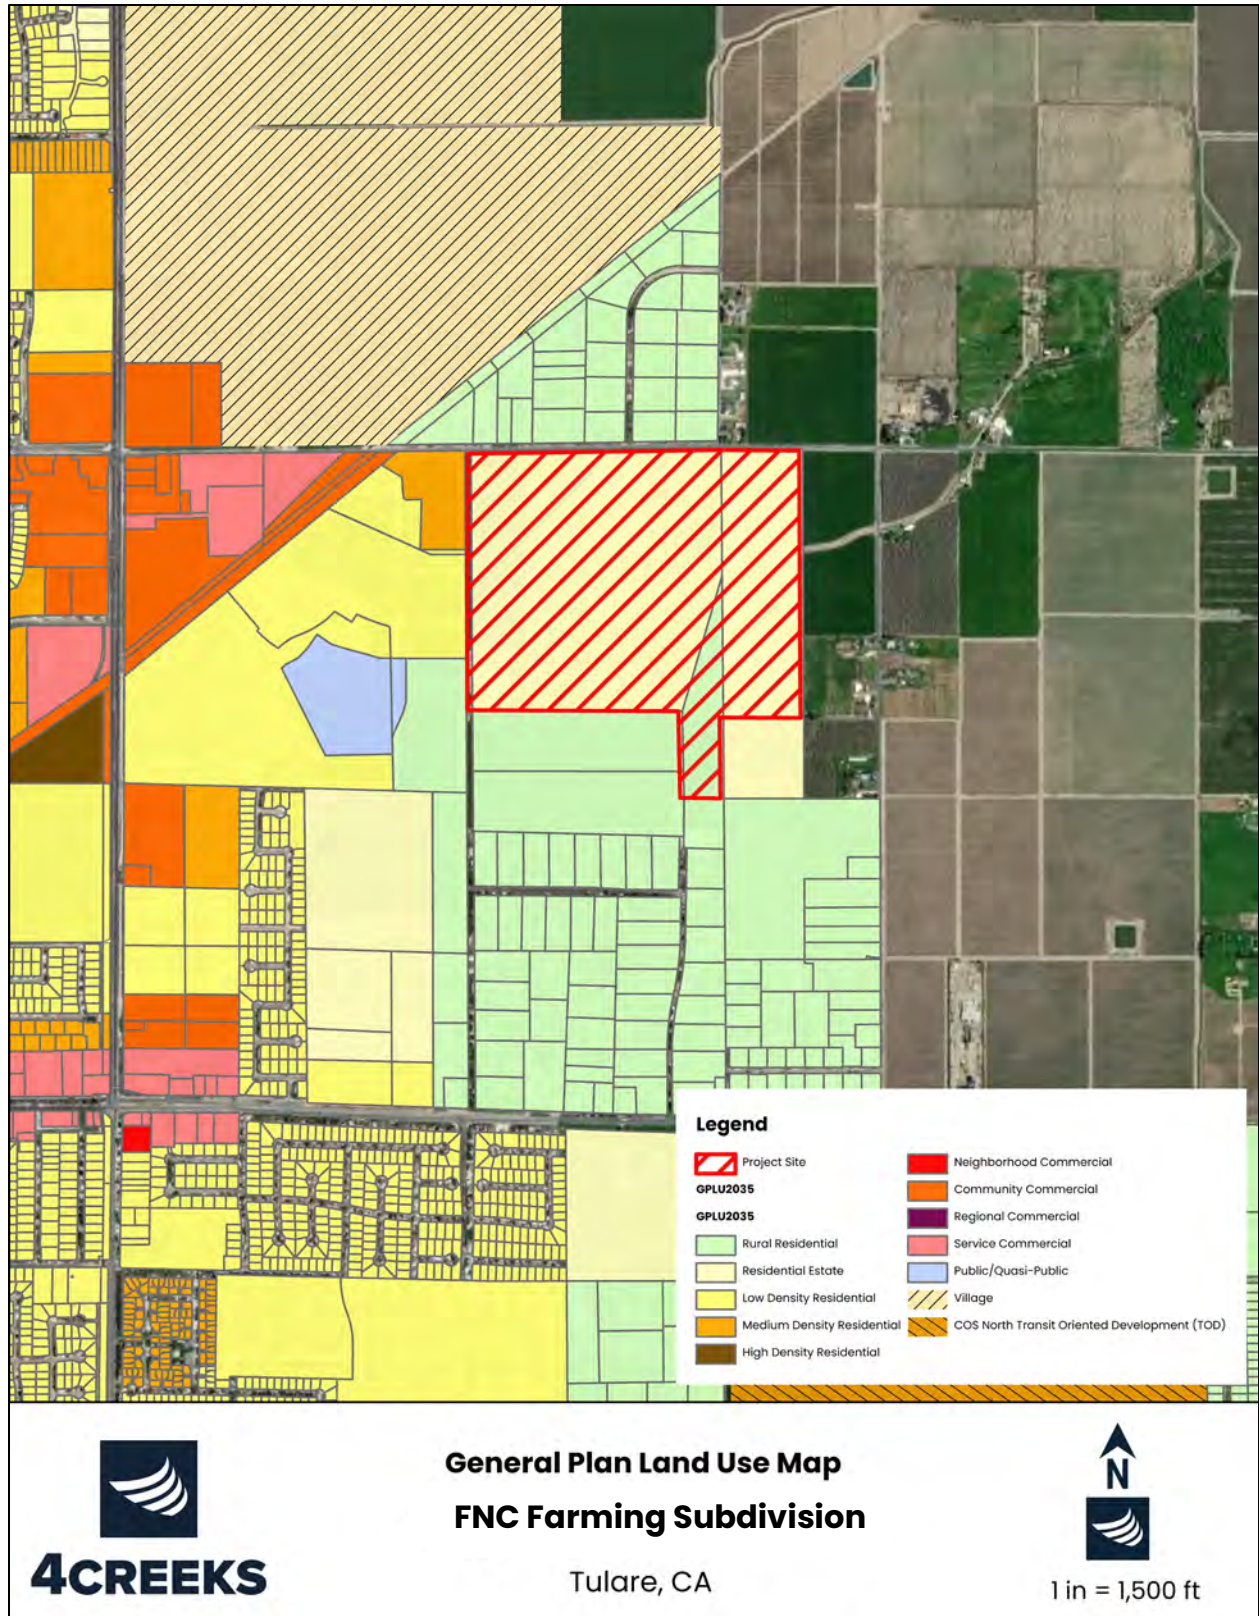 Legend
Project Site
GPLU2035
GPLU2035
Rural Residential
Residential Estate
Low Density Residential
Medium Density Residential
High Density Residential
Neighborhood Commercial
Community Commercial
Regional Commercial
Service Commercial
Public/Quasi-Public
Village
COS North Transit Oriented Development (TOD)
4CREEKS
General Plan Land Use Map
FNC Farming Subdivision
Tulare, CA
N
1 in = 1,500 ft